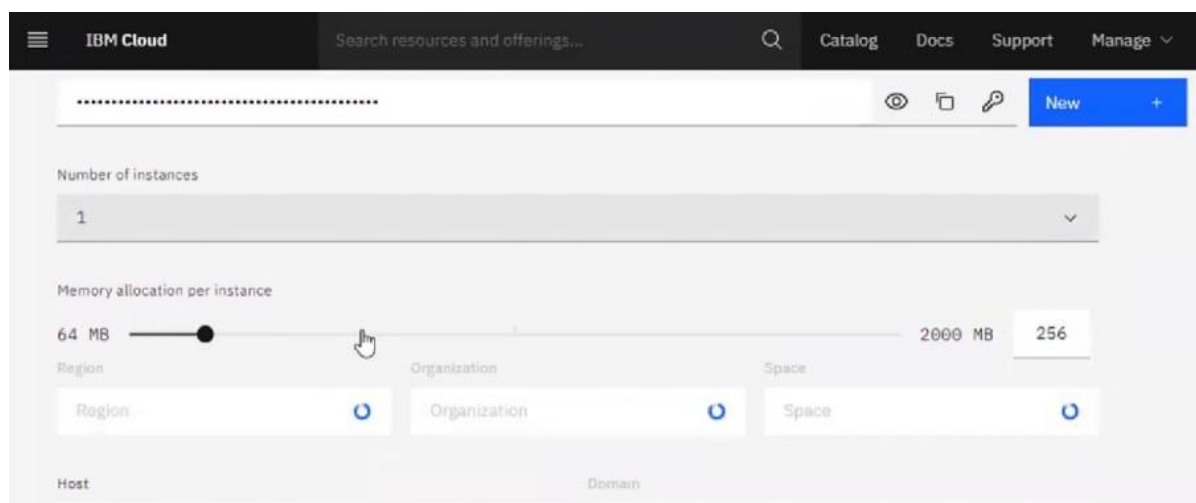 IBM Cloud Search resources and offerings... Catalog Docs Support Manage
•••••••••••••••••••••••••••••••••••••••••••• New +
Number of instances
1
Memory allocation per instance
64 MB 2000 MB 256
Region Organization Space
Region Organization Space
Host Domain